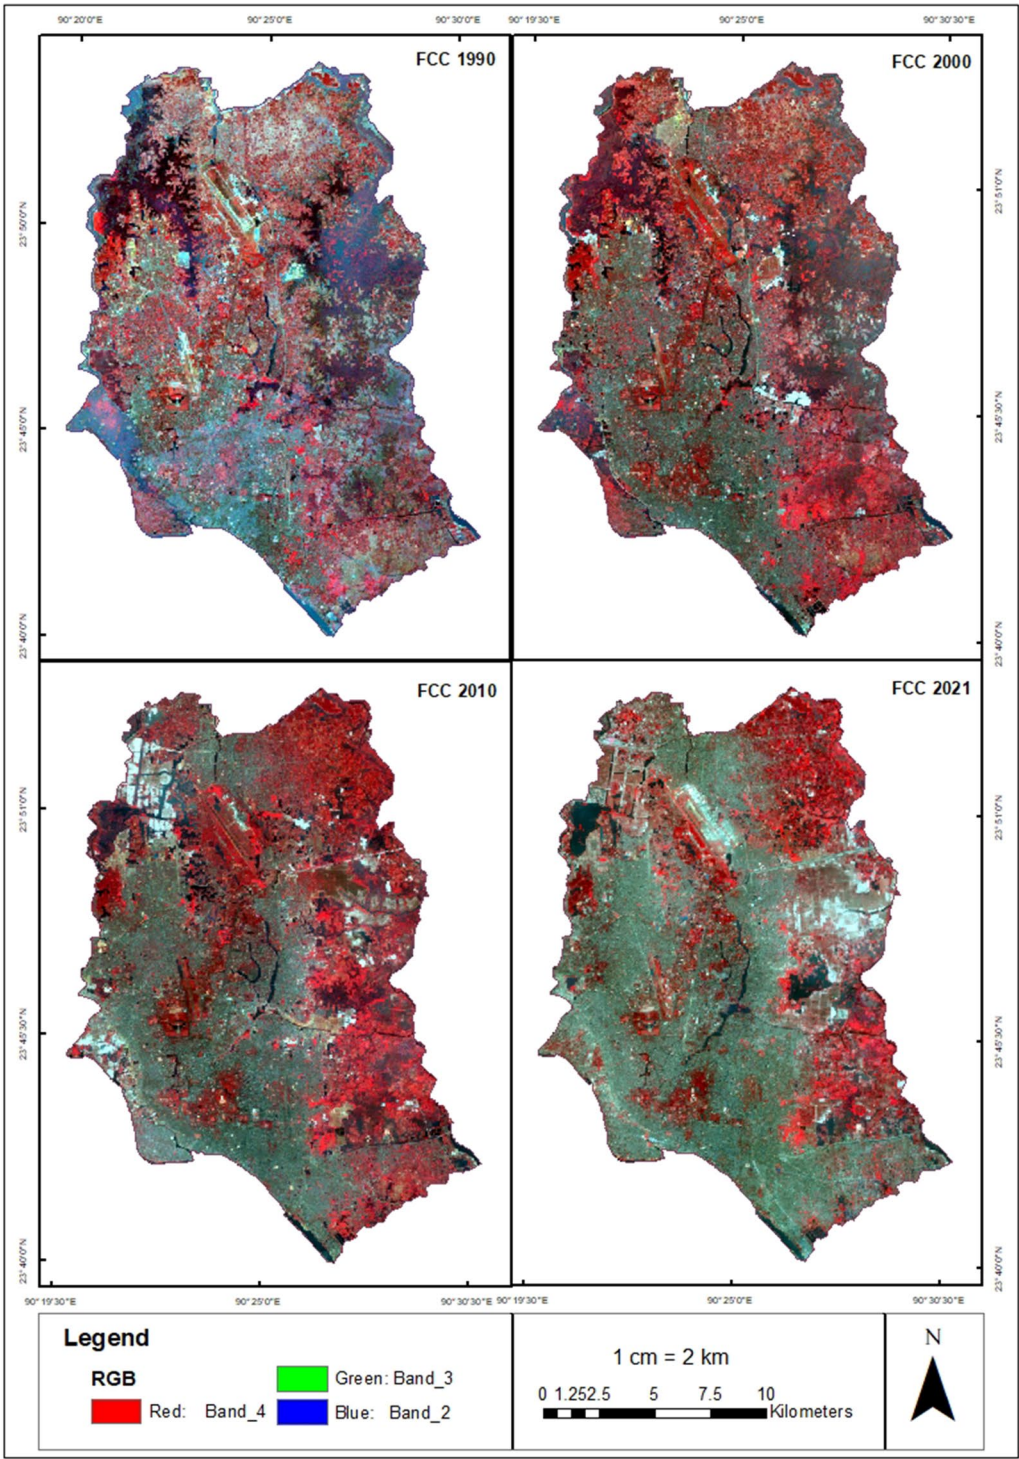 90° 20'0"E 90° 25'0"E 90° 30'0"E 90° 19'30"E 90° 25'0"E 90° 30'30"E
FCC 1990
FCC 2000
23° 50'0"N
23° 45'0"N
23° 40'0"N
23° 51'0"N
23° 45'30"N
23° 40'0"N
FCC 2010
FCC 2021
23° 51'0"N
23° 45'30"N
23° 40'0"N
23° 51'0"N
23° 45'30"N
23° 40'0"N
90° 19'30"E 90° 25'0"E 90° 30'30"E 90° 19'30"E 90° 25'0"E 90° 30'30"E
Legend
RGB
Red: Band_4
Green: Band_3
Blue: Band_2
1 cm = 2 km
0 1.252.5 5 7.5 10
Kilometers
N